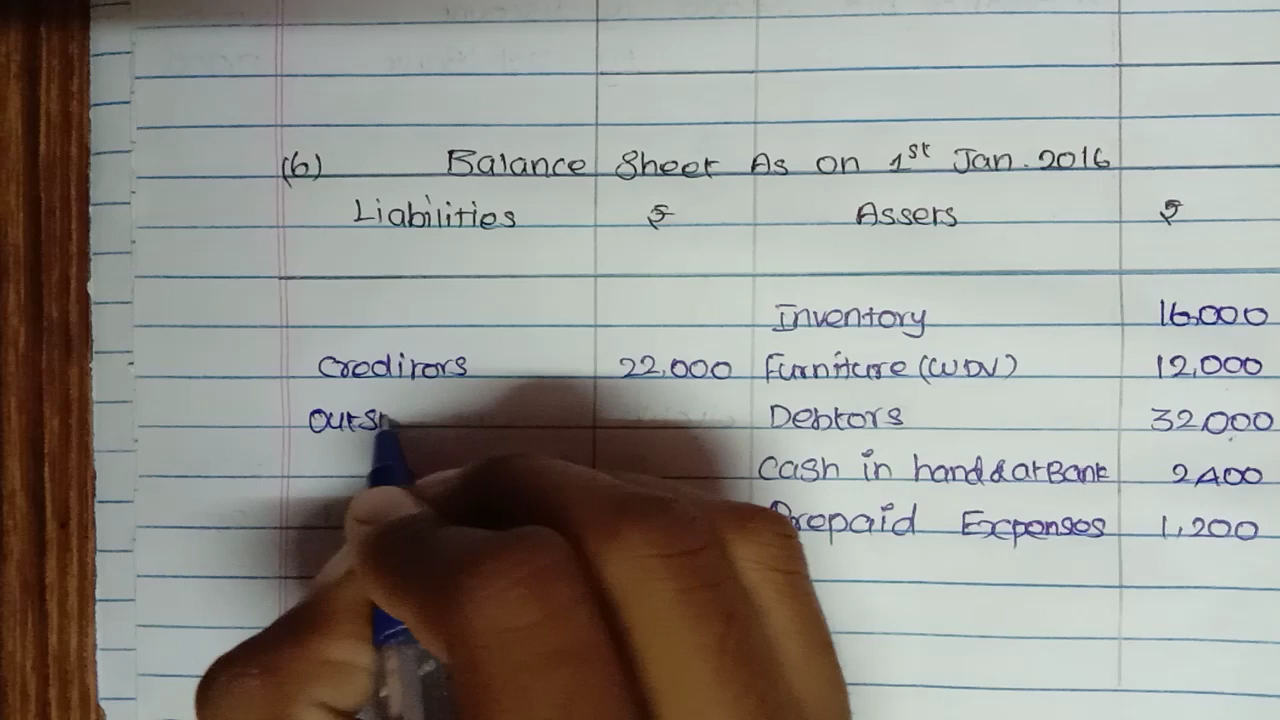 (6) Balance Sheet As on 1st Jan. 2016
Liabilities ₹ Assets ₹
Inventory 16,000
Creditors 22,000 Furniture (WDV) 12,000
Outs Debtors 32,000
Cash in hand & at Bank 2400
Prepaid Expenses 1,200